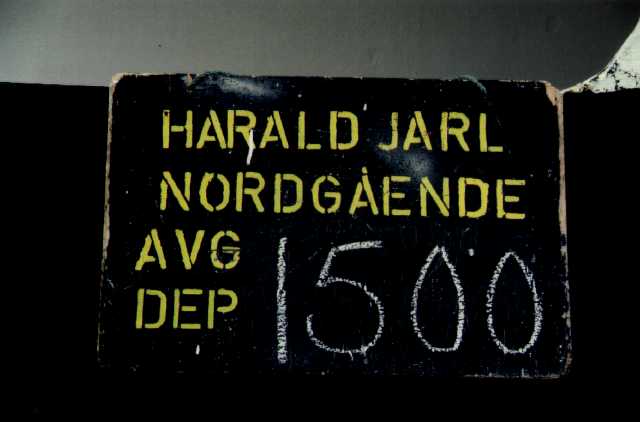 HARALD JARL
NORDGÅENDE
AVG
DEP 1500